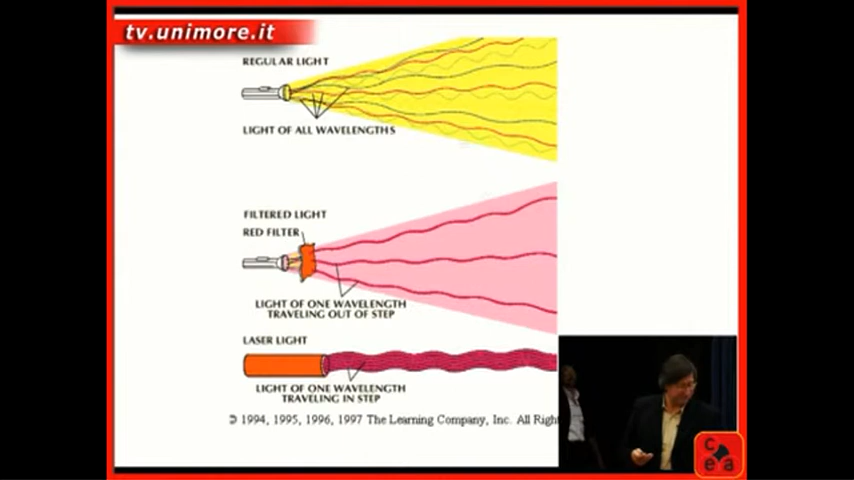 tv.unimore.it
REGULAR LIGHT
LIGHT OF ALL WAVELENGTHS
FILTERED LIGHT
RED FILTER
LIGHT OF ONE WAVELENGTH
TRAVELING OUT OF STEP
LASER LIGHT
LIGHT OF ONE WAVELENGTH
TRAVELING IN STEP
© 1994, 1995, 1996, 1997 The Learning Company, Inc. All Righ
c
e a